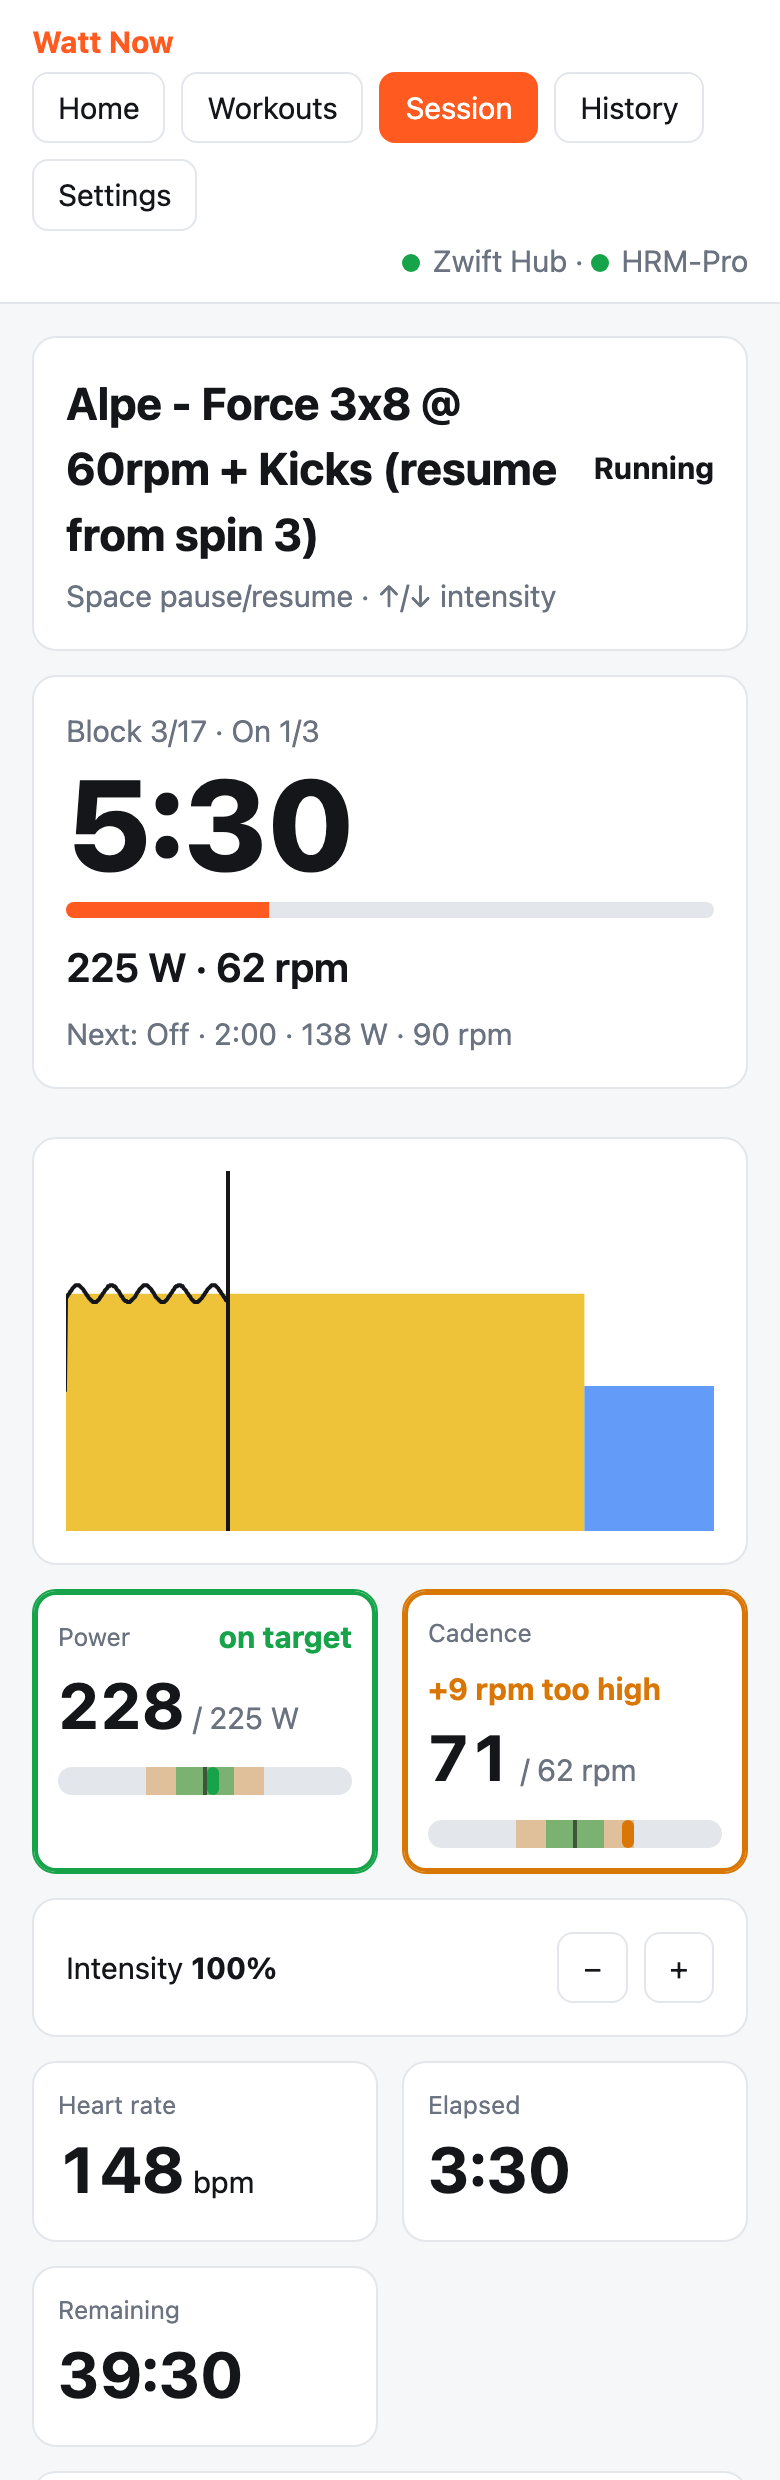 Watt Now
Home Workouts Session History
Settings
Zwift Hub · HRM-Pro
Alpe - Force 3x8 @
60rpm + Kicks (resume
from spin 3)
Running
Space pause/resume · ↑/↓ intensity
Block 3/17 · On 1/3
5:30
225 W · 62 rpm
Next: Off · 2:00 · 138 W · 90 rpm
Power on target
228 / 225 W
Cadence
+9 rpm too high
71 / 62 rpm
Intensity 100% − +
Heart rate
148 bpm
Elapsed
3:30
Remaining
39:30